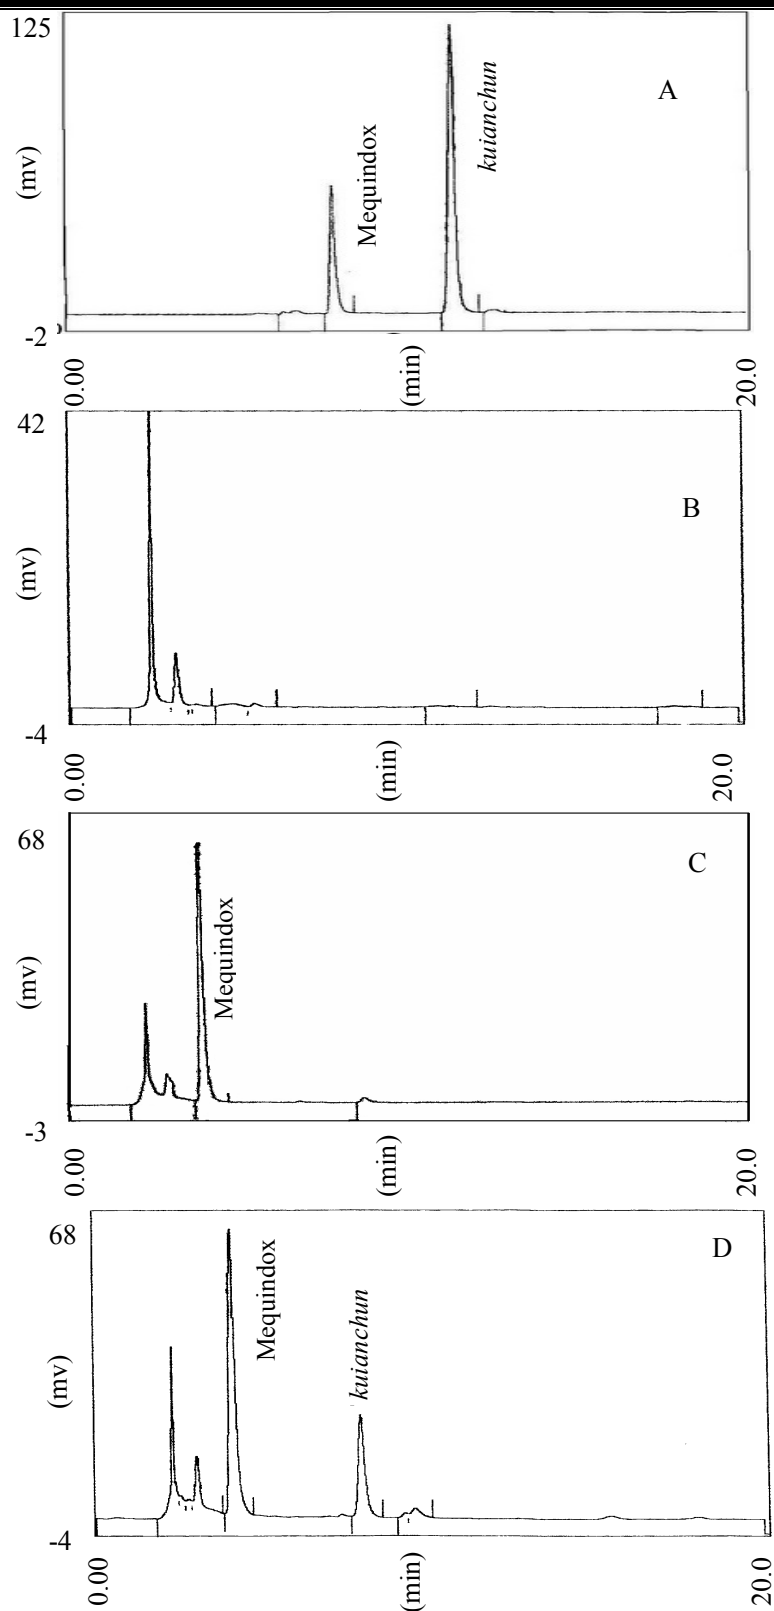 125
A
kuianchun
Mequindox
(mv)
-2
0.00
(min)
20.0
42
B
(mv)
-4
0.00
(min)
20.0
68
C
Mequindox
(mv)
-3
0.00
(min)
20.0
68
D
Mequindox
kuianchun
(mv)
-4
0.00
(min)
20.0